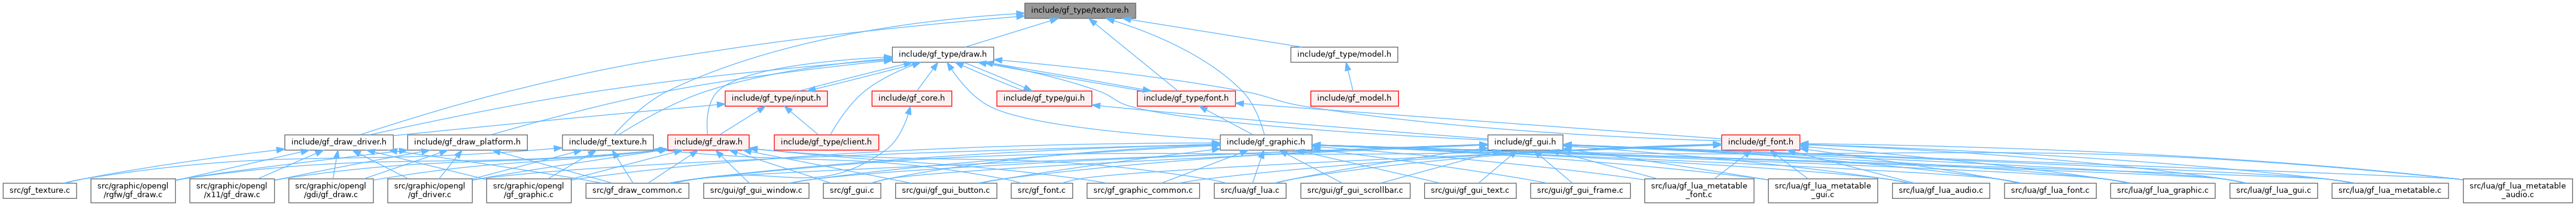 include/gf_type/texture.h
include/gf_type/draw.h
include/gf_type/model.h
include/gf_type/input.h
include/gf_core.h
include/gf_type/gui.h
include/gf_type/font.h
include/gf_model.h
include/gf_draw_driver.h
include/gf_draw_platform.h
include/gf_texture.h
include/gf_draw.h
include/gf_type/client.h
include/gf_graphic.h
include/gf_gui.h
include/gf_font.h
src/gf_texture.c
src/graphic/opengl
/rgfw/gf_draw.c
src/graphic/opengl
/x11/gf_draw.c
src/graphic/opengl
/gdi/gf_draw.c
src/graphic/opengl
/gf_driver.c
src/graphic/opengl
/gf_graphic.c
src/gf_draw_common.c
src/gui/gf_gui_window.c
src/gf_gui.c
src/gui/gf_gui_button.c
src/gf_font.c
src/gf_graphic_common.c
src/lua/gf_lua.c
src/gui/gf_gui_scrollbar.c
src/gui/gf_gui_text.c
src/gui/gf_gui_frame.c
src/lua/gf_lua_metatable
_font.c
src/lua/gf_lua_metatable
_gui.c
src/lua/gf_lua_audio.c
src/lua/gf_lua_font.c
src/lua/gf_lua_graphic.c
src/lua/gf_lua_gui.c
src/lua/gf_lua_metatable.c
src/lua/gf_lua_metatable
_audio.c